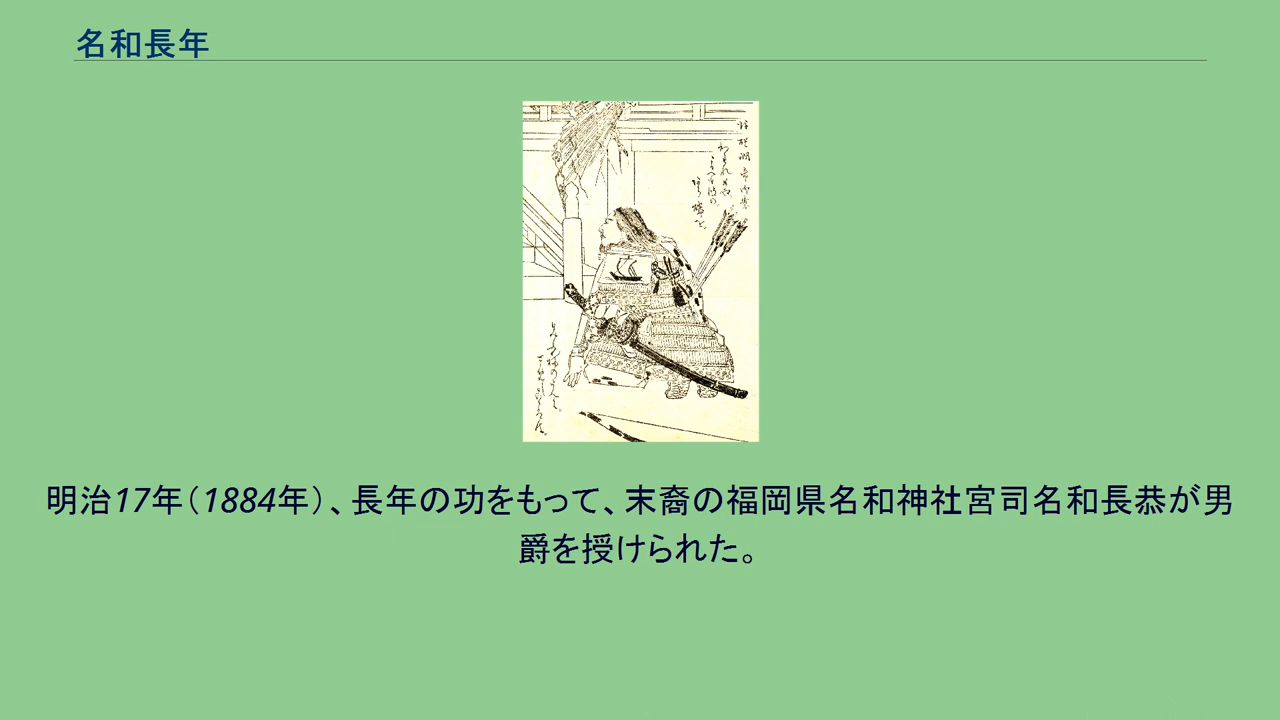 名和長年
明治17年（1884年）、長年の功をもって、末裔の福岡県名和神社宮司名和長恭が男
爵を授けられた。